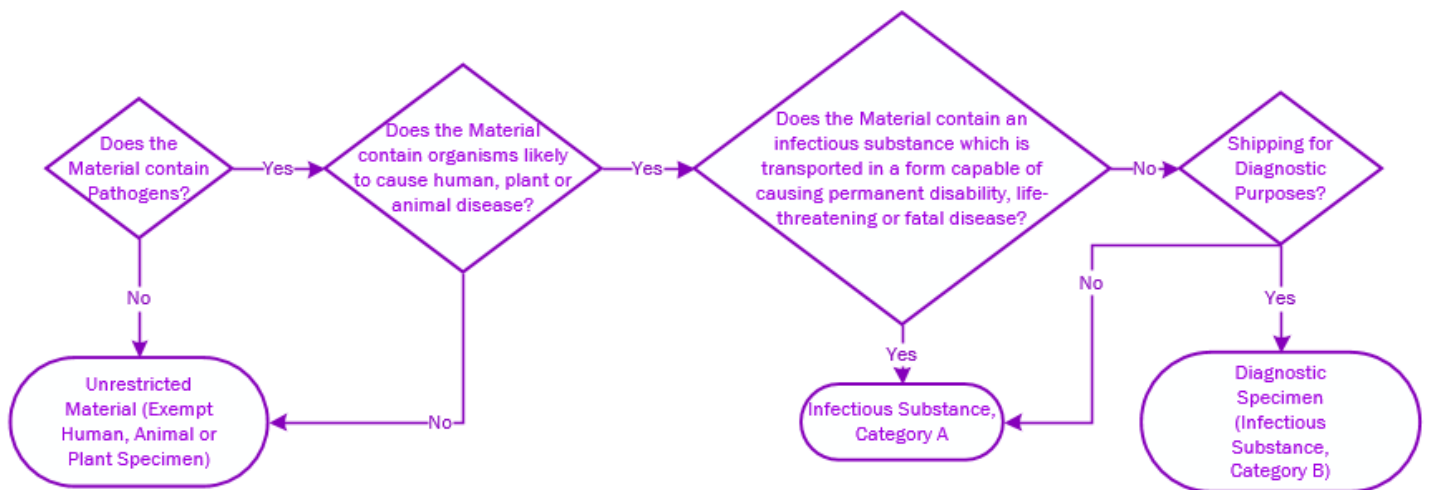 Does the
Material contain
Pathogens?
Yes
Does the Material
contain organisms likely
to cause human, plant or
animal disease?
Yes
Does the Material contain an
infectious substance which is
transported in a form capable of
causing permanent disability, life-
threatening or fatal disease?
No
Shipping for
Diagnostic
Purposes?
No
No
Yes
No
Yes
Unrestricted
Material (Exempt
Human, Animal or
Plant Specimen)
Infectious Substance,
Category A
Diagnostic
Specimen
(Infectious
Substance,
Category B)